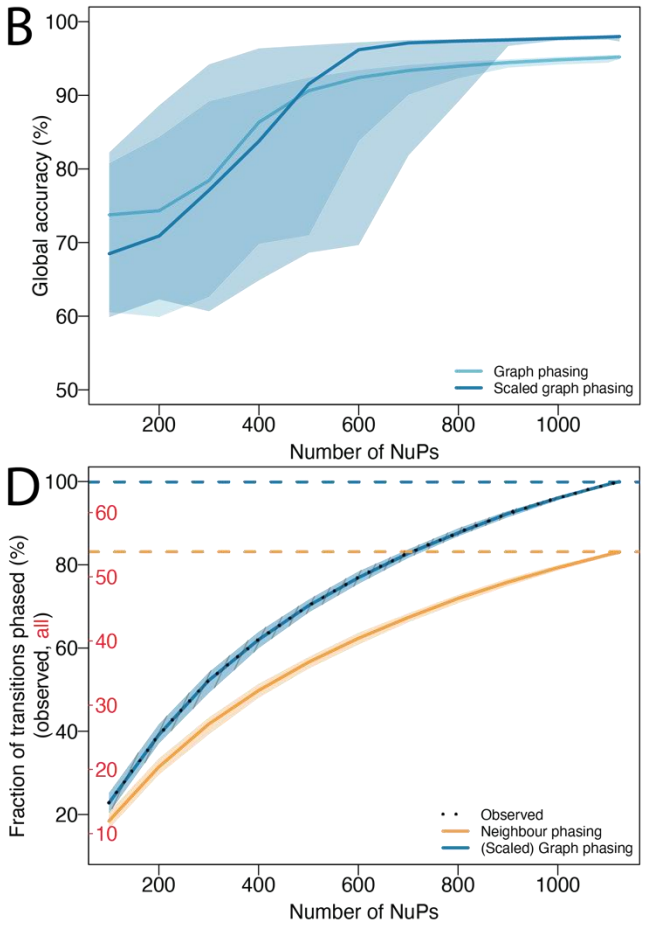 B
100
90
80
70
60
50
Global accuracy (%)
Graph phasing
Scaled graph phasing
200 400 600 800 1000
Number of NuPs
D
100
80
60
40
20
60
50
40
30
20
10
Fraction of transitions phased (%)
(observed, all)
Observed
Neighbour phasing
(Scaled) Graph phasing
200 400 600 800 1000
Number of NuPs